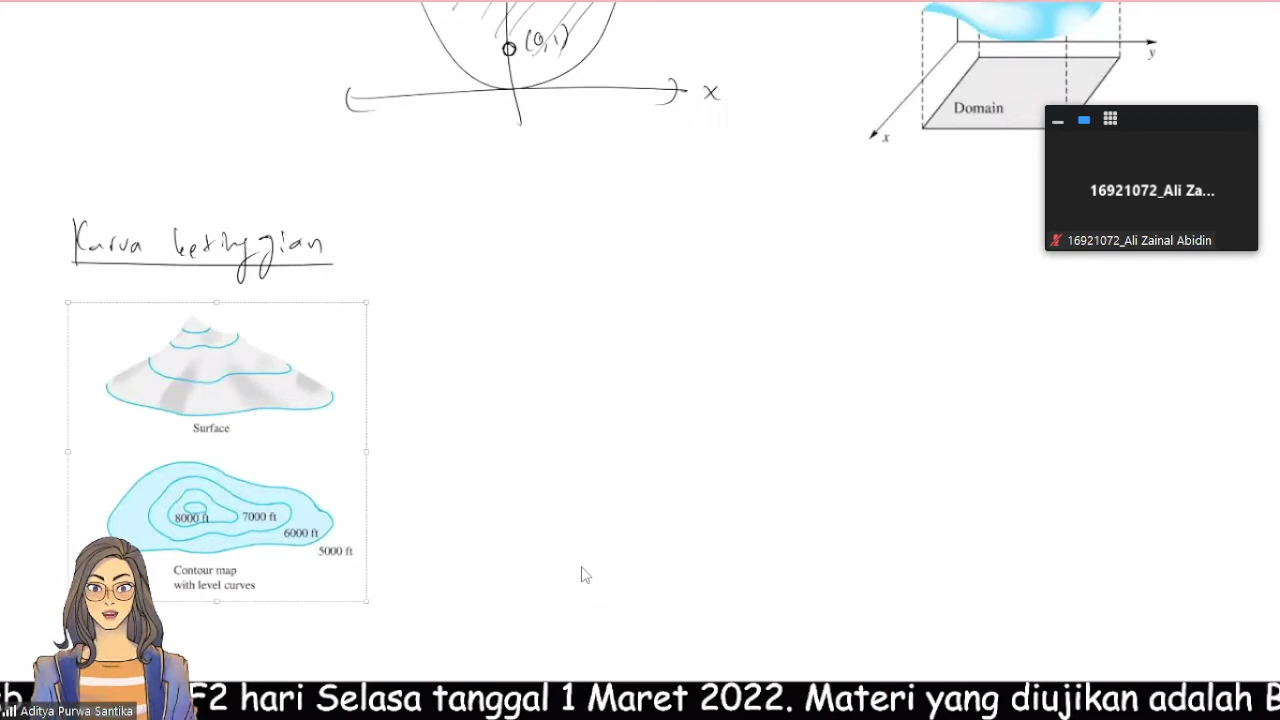 (0,1)
x
y
Domain
x
16921072_Ali Za...
16921072_Ali Zainal Abidin
Kurva ketinggian
Surface
8000 ft
7000 ft
6000 ft
5000 ft
Contour map
with level curves
F2 hari Selasa tanggal 1 Maret 2022. Materi yang diujikan adalah B
Aditya Purwa Santika